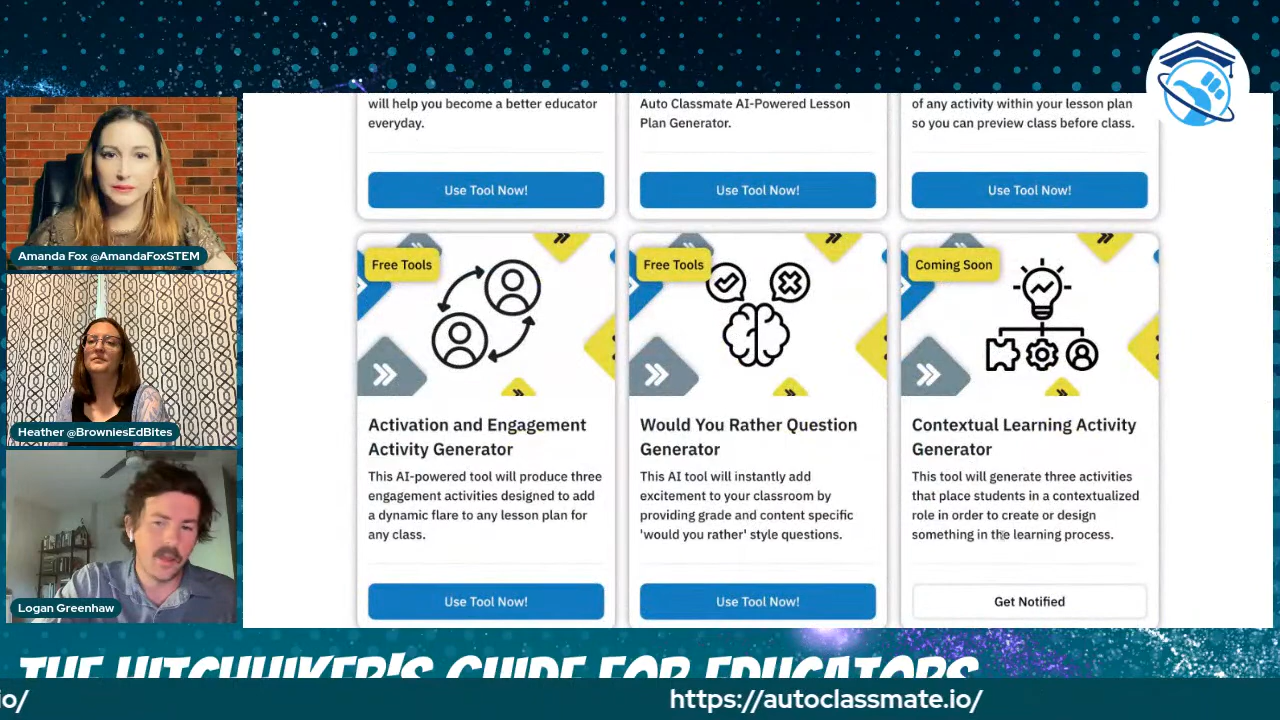 will help you become a better educator
everyday.
Use Tool Now!
Auto Classmate AI-Powered Lesson
Plan Generator.
Use Tool Now!
of any activity within your lesson plan
so you can preview class before class.
Use Tool Now!
Free Tools
Activation and Engagement
Activity Generator
This AI-powered tool will produce three
engagement activities designed to add
a dynamic flare to any lesson plan for
any class.
Use Tool Now!
Free Tools
Would You Rather Question
Generator
This AI tool will instantly add
excitement to your classroom by
providing grade and content specific
'would you rather' style questions.
Use Tool Now!
Coming Soon
Contextual Learning Activity
Generator
This tool will generate three activities
that place students in a contextualized
role in order to create or design
something in the learning process.
Get Notified
Amanda Fox @AmandaFoxSTEM
Heather @BrowniesEdBites
Logan Greenhaw
THE HITCHHIKER'S GUIDE FOR EDUCATORS
io/
https://autoclassmate.io/